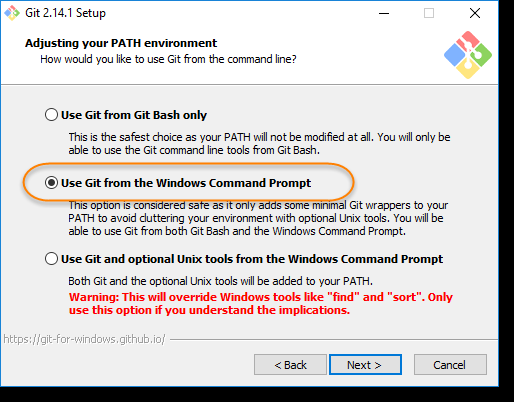 Git 2.14.1 Setup
Adjusting your PATH environment
How would you like to use Git from the command line?
Use Git from Git Bash only
This is the safest choice as your PATH will not be modified at all. You will only be
able to use the Git command line tools from Git Bash.
Use Git from the Windows Command Prompt
This option is considered safe as it only adds some minimal Git wrappers to your
PATH to avoid cluttering your environment with optional Unix tools. You will be
able to use Git from both Git Bash and the Windows Command Prompt.
Use Git and optional Unix tools from the Windows Command Prompt
Both Git and the optional Unix tools will be added to your PATH.
Warning: This will override Windows tools like "find" and "sort". Only
use this option if you understand the implications.
https://git-for-windows.github.io/
< Back
Next >
Cancel